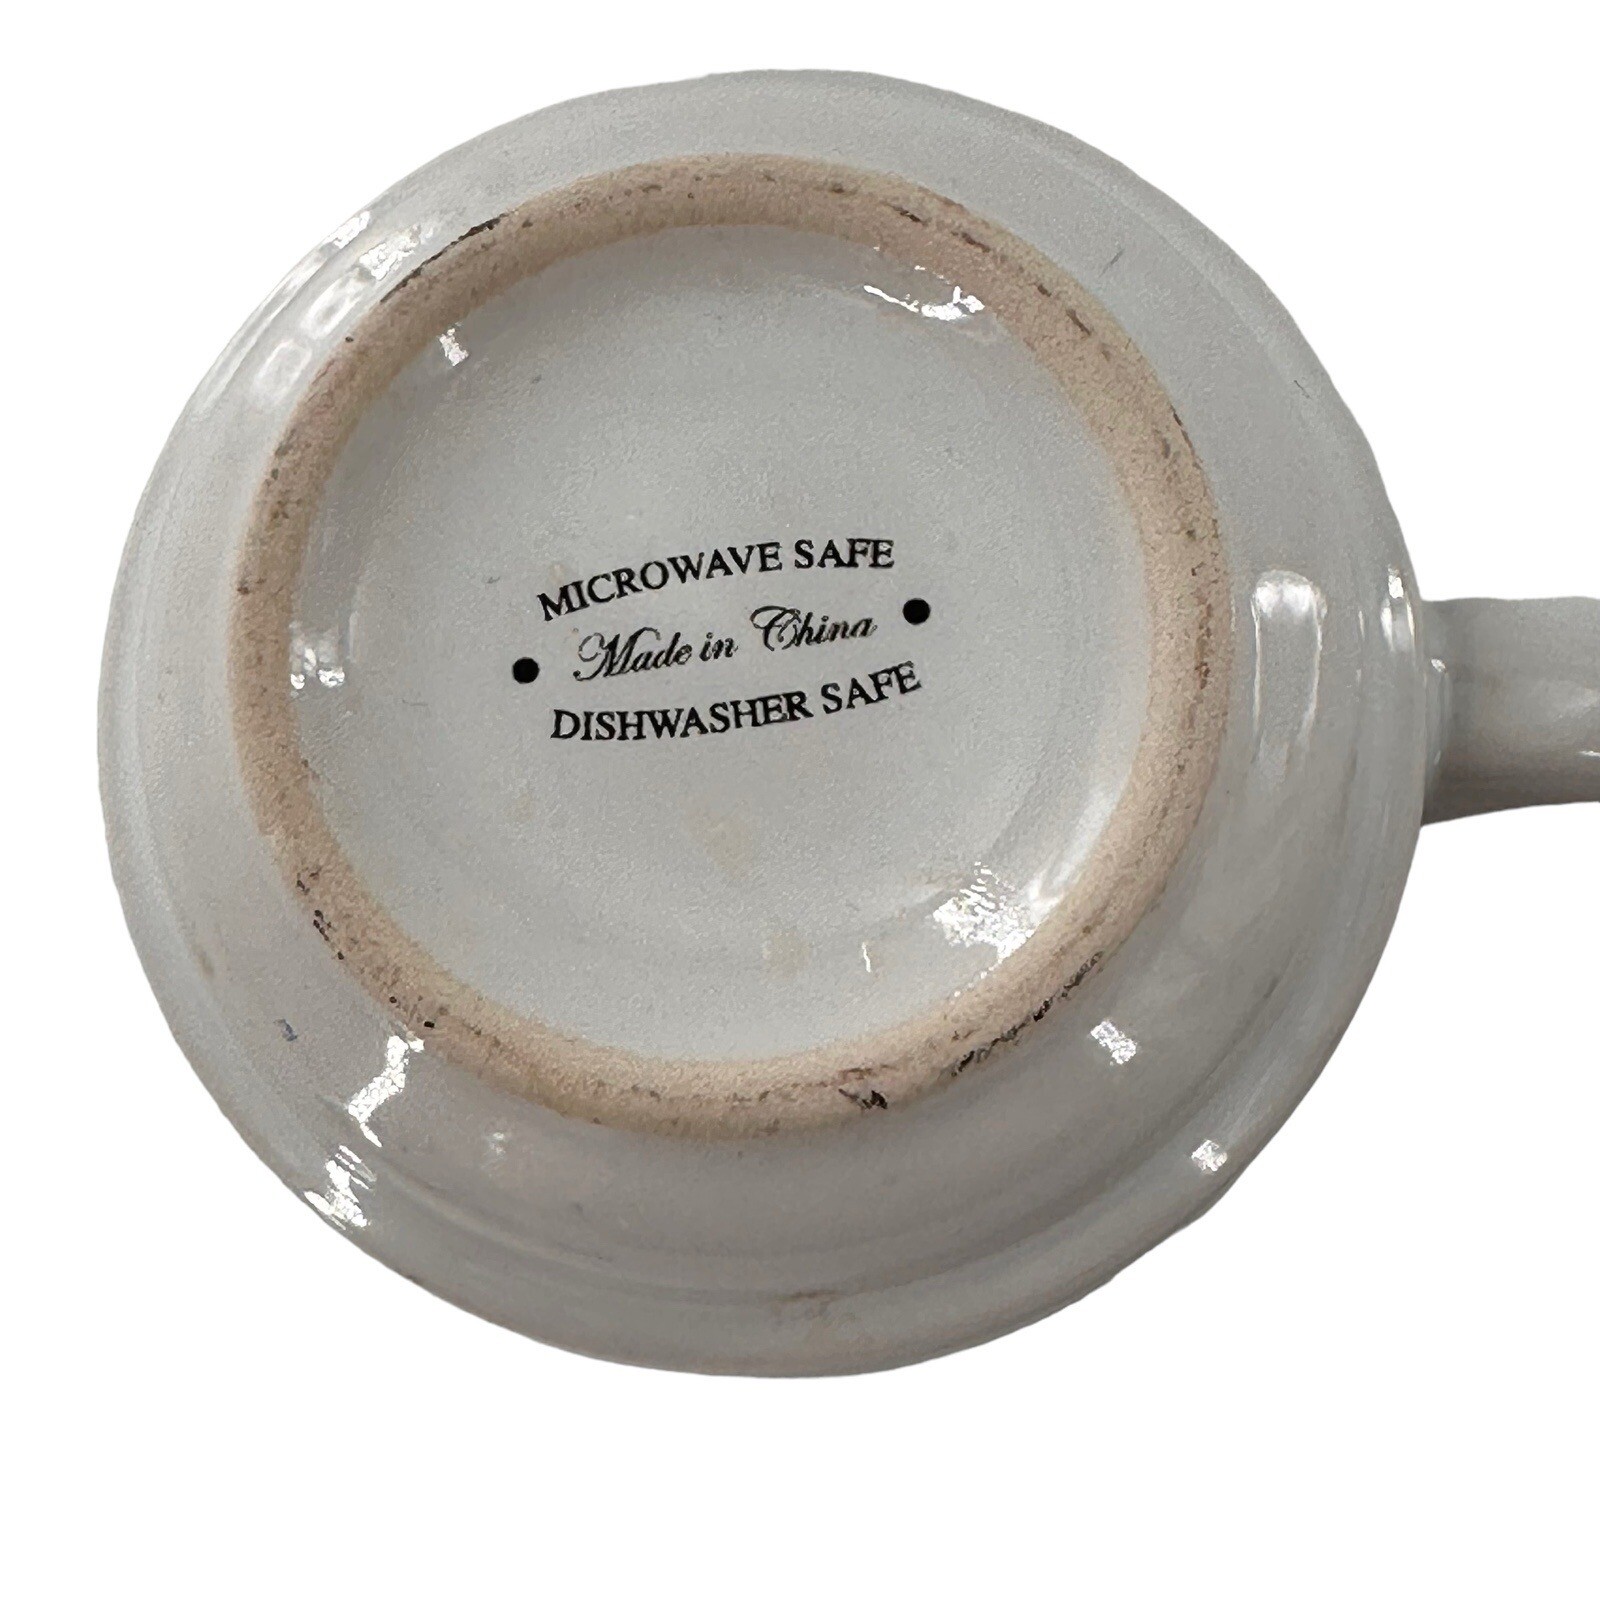 MICROWAVE SAFE
• Made in China •
DISHWASHER SAFE